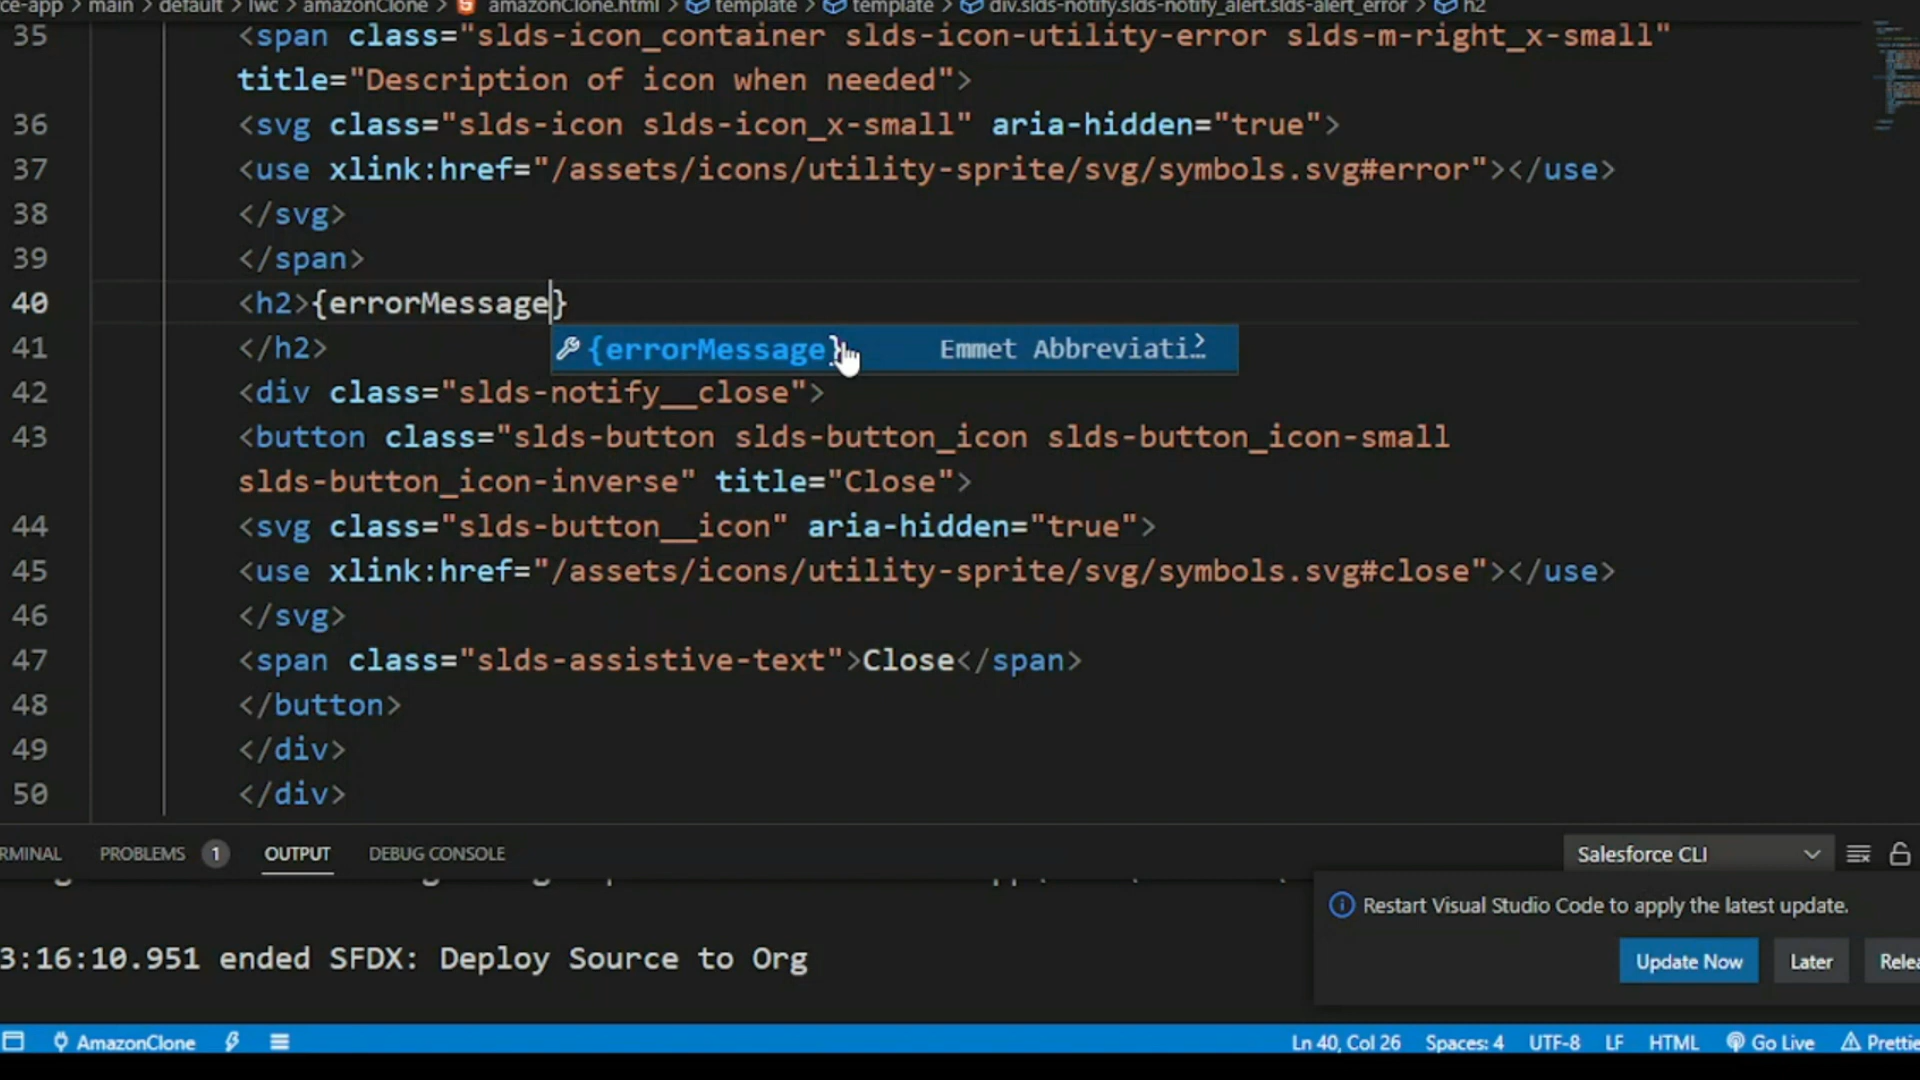 ce-app > main > default > lwc > amazonClone > amazonClone.html > template > template > div.slds-notify.slds-notify_alert.slds-alert_error > h2
35 <span class="slds-icon_container slds-icon-utility-error slds-m-right_x-small"
title="Description of icon when needed">
36 <svg class="slds-icon slds-icon_x-small" aria-hidden="true">
37 <use xlink:href="/assets/icons/utility-sprite/svg/symbols.svg#error"></use>
38 </svg>
39 </span>
40 <h2>{errorMessage}
{errorMessage} Emmet Abbreviati…
41 </h2>
42 <div class="slds-notify__close">
43 <button class="slds-button slds-button_icon slds-button_icon-small
slds-button_icon-inverse" title="Close">
44 <svg class="slds-button__icon" aria-hidden="true">
45 <use xlink:href="/assets/icons/utility-sprite/svg/symbols.svg#close"></use>
46 </svg>
47 <span class="slds-assistive-text">Close</span>
48 </button>
49 </div>
50 </div>
RMINAL PROBLEMS 1 OUTPUT DEBUG CONSOLE Salesforce CLI
Restart Visual Studio Code to apply the latest update.
3:16:10.951 ended SFDX: Deploy Source to Org
Update Now Later Relea
AmazonClone Ln 40, Col 26 Spaces: 4 UTF-8 LF HTML Go Live Prettie